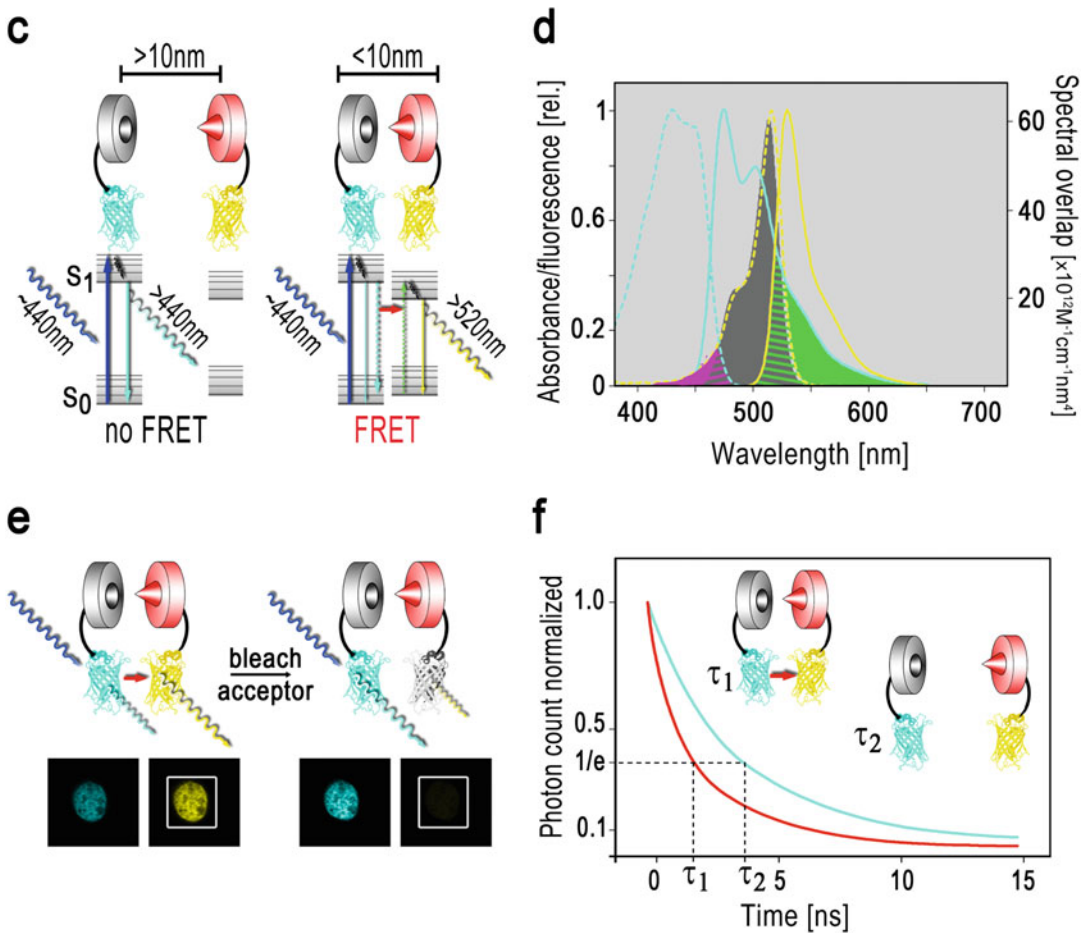 c
>10nm
<10nm
S1
S0
~440nm
>440nm
~440nm
>520nm
no FRET
FRET
d
Absorbance/fluorescence [rel.]
1
0.6
0.2
0
400
500
600
700
Wavelength [nm]
60
40
20
Spectral overlap [x10¹²M⁻¹cm⁻¹nm⁴]
e
bleach
acceptor
f
Photon count normalized
1.0
0.5
1/e
0.1
τ1
τ2
0
τ1
τ2
5
10
15
Time [ns]